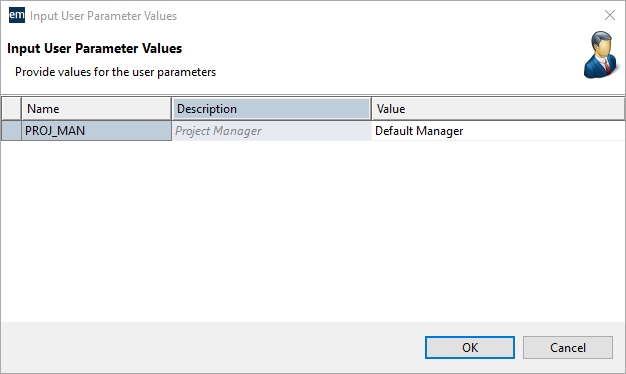 em Input User Parameter Values
Input User Parameter Values
Provide values for the user parameters
Name Description Value
PROJ_MAN Project Manager Default Manager
OK Cancel